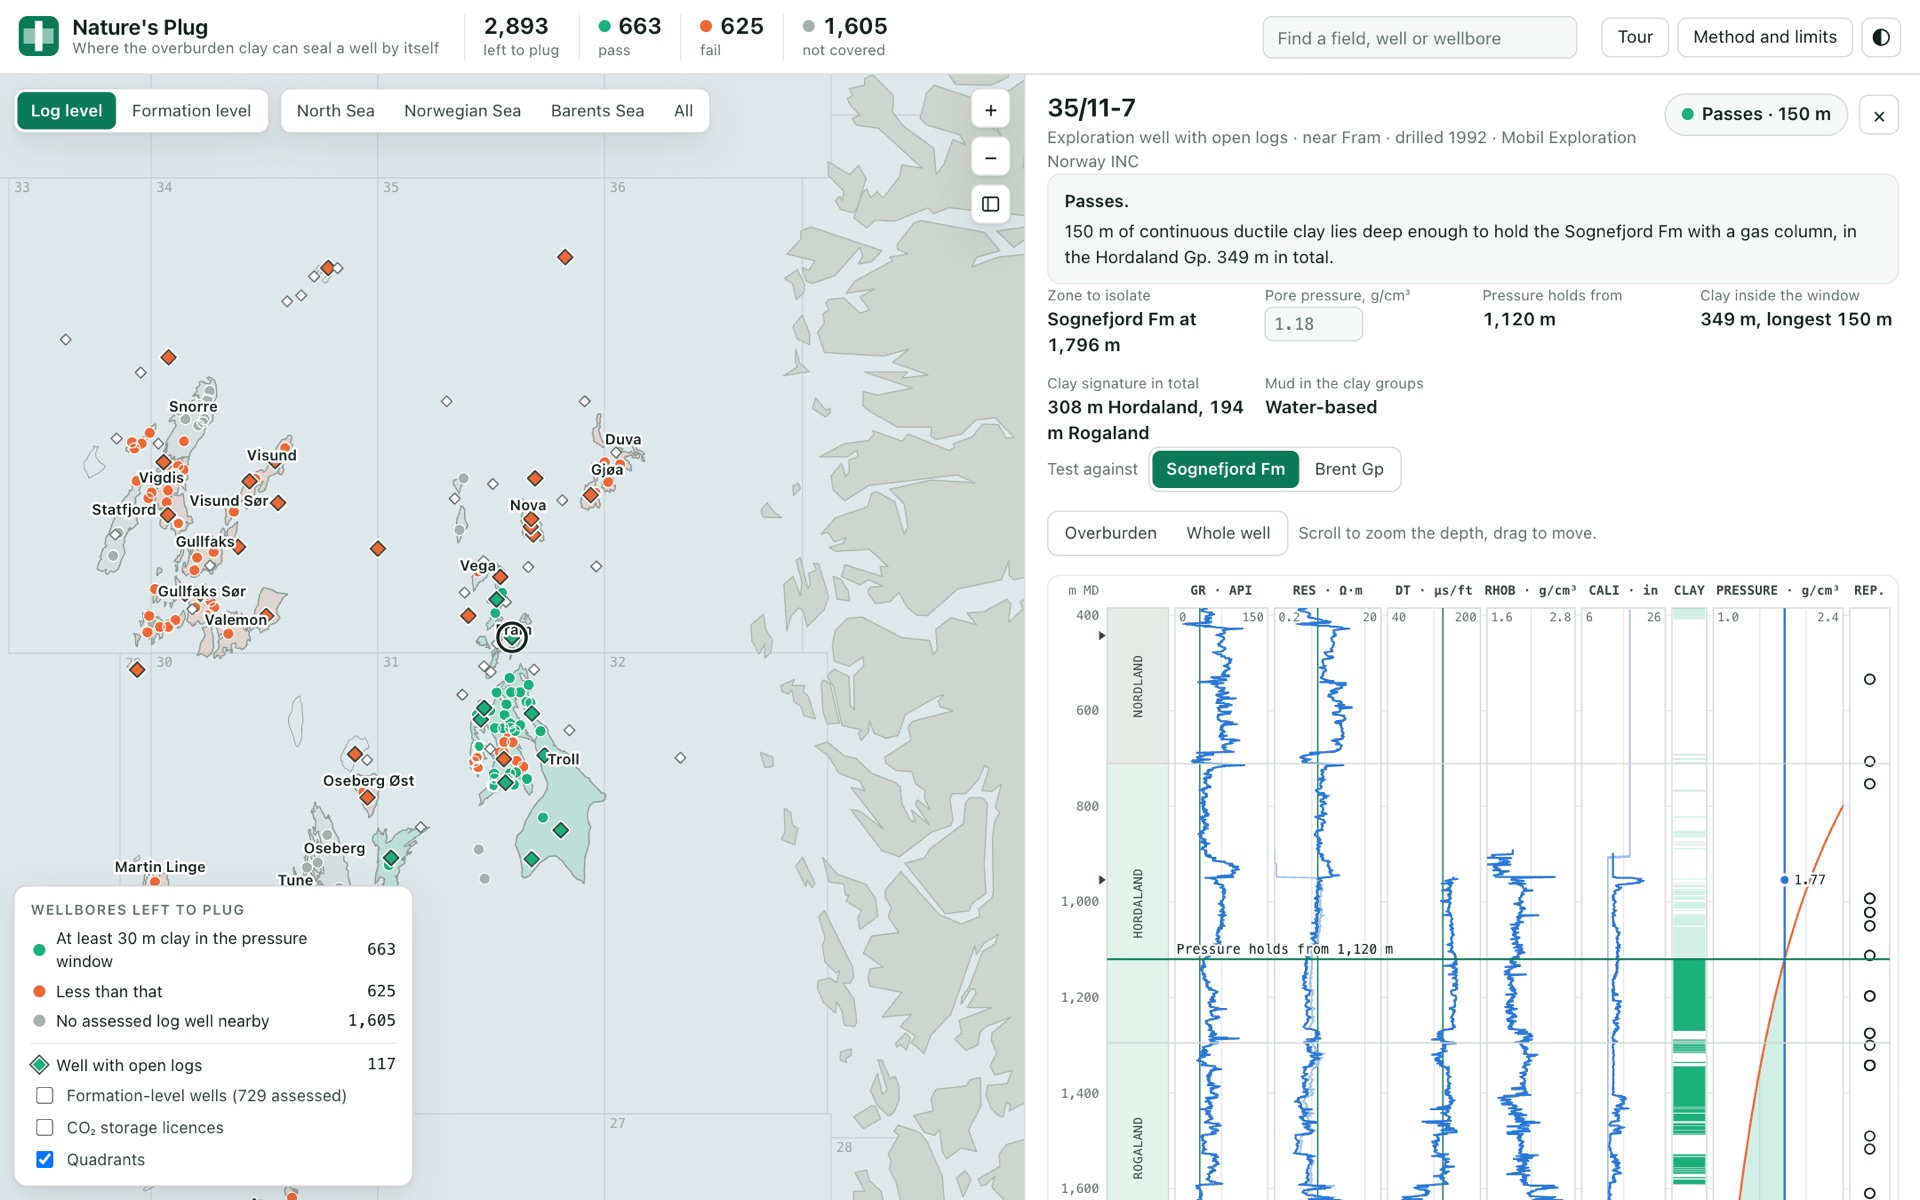 Nature's Plug
Where the overburden clay can seal a well by itself
2,893
left to plug
663
pass
625
fail
1,605
not covered
Find a field, well or wellbore
Tour
Method and limits
Log level
Formation level
North Sea
Norwegian Sea
Barents Sea
All
+
−
33
34
35
36
Snorre
Visund
Vigdis
Visund Sør
Statfjord
Gullfaks
Gullfaks Sør
Valemon
Duva
Gjøa
Nova
Vega
Fram
30
31
32
Troll
Oseberg Øst
Oseberg
Martin Linge
Tune
27
28
WELLBORES LEFT TO PLUG
At least 30 m clay in the pressure
window
663
Less than that
625
No assessed log well nearby
1,605
Well with open logs
117
Formation-level wells (729 assessed)
CO₂ storage licences
Quadrants
35/11-7
Exploration well with open logs · near Fram · drilled 1992 · Mobil Exploration
Norway INC
Passes · 150 m
×
Passes.
150 m of continuous ductile clay lies deep enough to hold the Sognefjord Fm with a gas column, in
the Hordaland Gp. 349 m in total.
Zone to isolate
Sognefjord Fm at
1,796 m
Pore pressure, g/cm³
1.18
Pressure holds from
1,120 m
Clay inside the window
349 m, longest 150 m
Clay signature in total
308 m Hordaland, 194
m Rogaland
Mud in the clay groups
Water-based
Test against
Sognefjord Fm
Brent Gp
Overburden
Whole well
Scroll to zoom the depth, drag to move.
m MD
GR · API
RES · Ω·m
DT · µs/ft
RHOB · g/cm³
CALI · in
CLAY
PRESSURE · g/cm³
REP.
0
150
0.2
20
40
200
1.6
2.8
6
26
1.0
2.4
400
600
800
1,000
1,200
1,400
1,600
NORDLAND
HORDALAND
ROGALAND
1.77
Pressure holds from 1,120 m